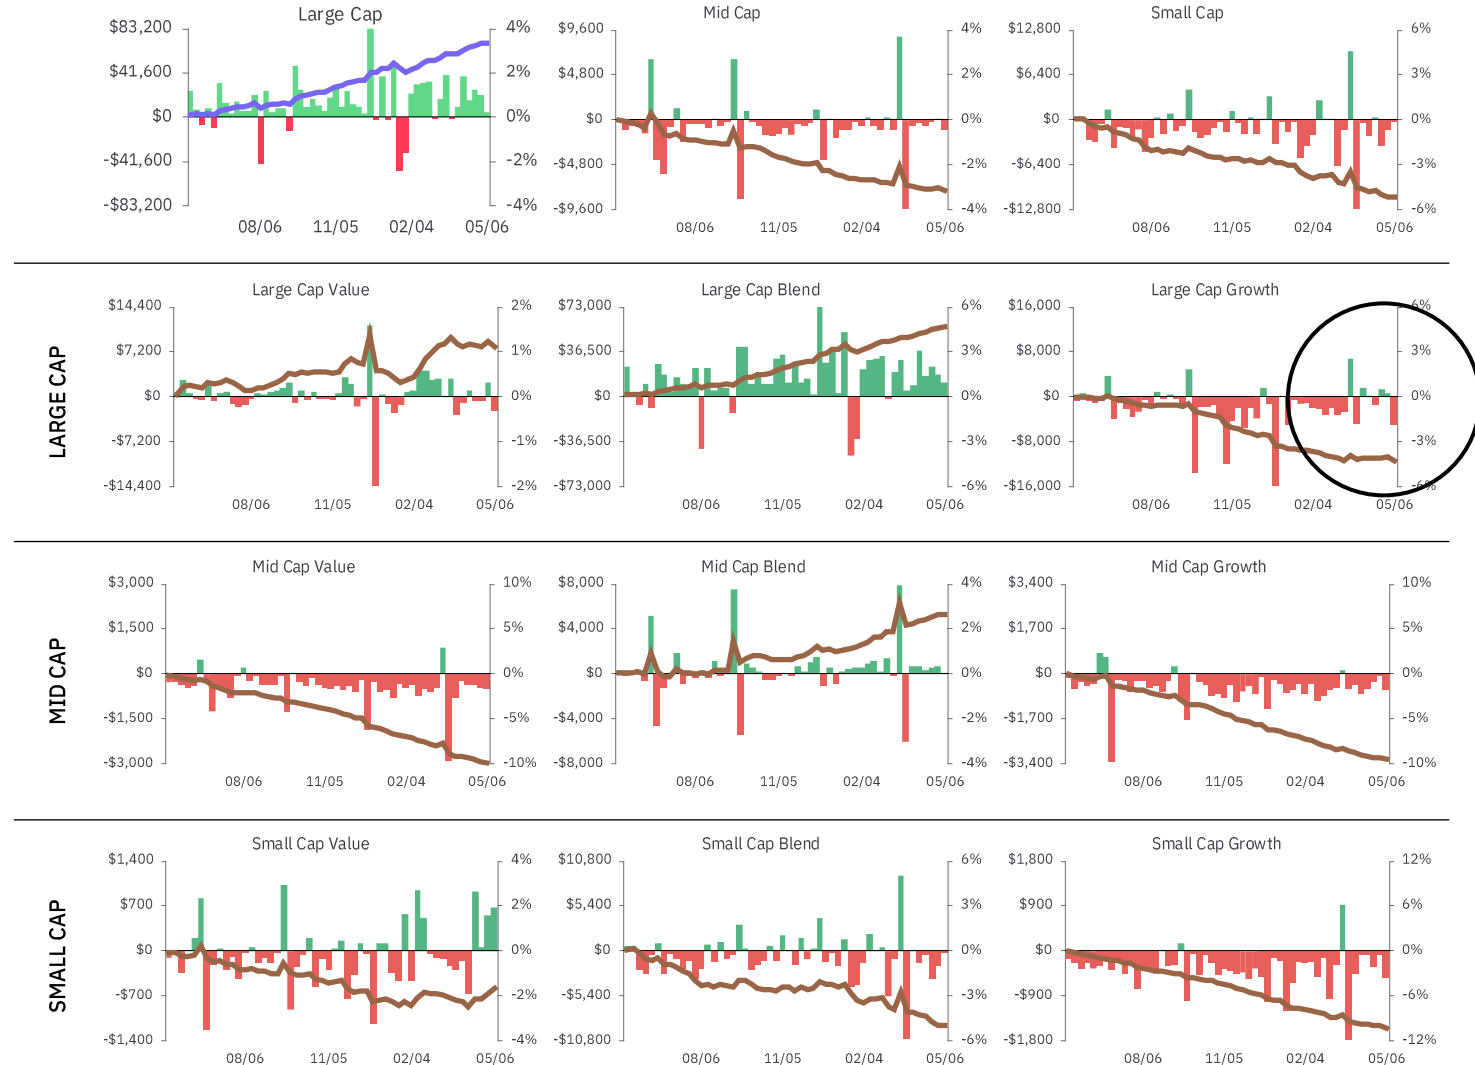 Large Cap Mid Cap Small Cap
$83,200 4% $9,600 4% $12,800 6%
$41,600 2% $4,800 2% $6,400 3%
$0 0% $0 0% $0 0%
-$41,600 -2% -$4,800 -2% -$6,400 -3%
-$83,200 -4% -$9,600 -4% -$12,800 -6%
08/06 11/05 02/04 05/06 08/06 11/05 02/04 05/06 08/06 11/05 02/04 05/06
LARGE CAP
Large Cap Value Large Cap Blend Large Cap Growth
$14,400 2% $73,000 6% $16,000 6%
$7,200 1% $36,500 3% $8,000 3%
$0 0% $0 0% $0 0%
-$7,200 -1% -$36,500 -3% -$8,000 -3%
-$14,400 -2% -$73,000 -6% -$16,000 -6%
08/06 11/05 02/04 05/06 08/06 11/05 02/04 05/06 08/06 11/05 02/04 05/06
MID CAP
Mid Cap Value Mid Cap Blend Mid Cap Growth
$3,000 10% $8,000 4% $3,400 10%
$1,500 5% $4,000 2% $1,700 5%
$0 0% $0 0% $0 0%
-$1,500 -5% -$4,000 -2% -$1,700 -5%
-$3,000 -10% -$8,000 -4% -$3,400 -10%
08/06 11/05 02/04 05/06 08/06 11/05 02/04 05/06 08/06 11/05 02/04 05/06
SMALL CAP
Small Cap Value Small Cap Blend Small Cap Growth
$1,400 4% $10,800 6% $1,800 12%
$700 2% $5,400 3% $900 6%
$0 0% $0 0% $0 0%
-$700 -2% -$5,400 -3% -$900 -6%
-$1,400 -4% -$10,800 -6% -$1,800 -12%
08/06 11/05 02/04 05/06 08/06 11/05 02/04 05/06 08/06 11/05 02/04 05/06